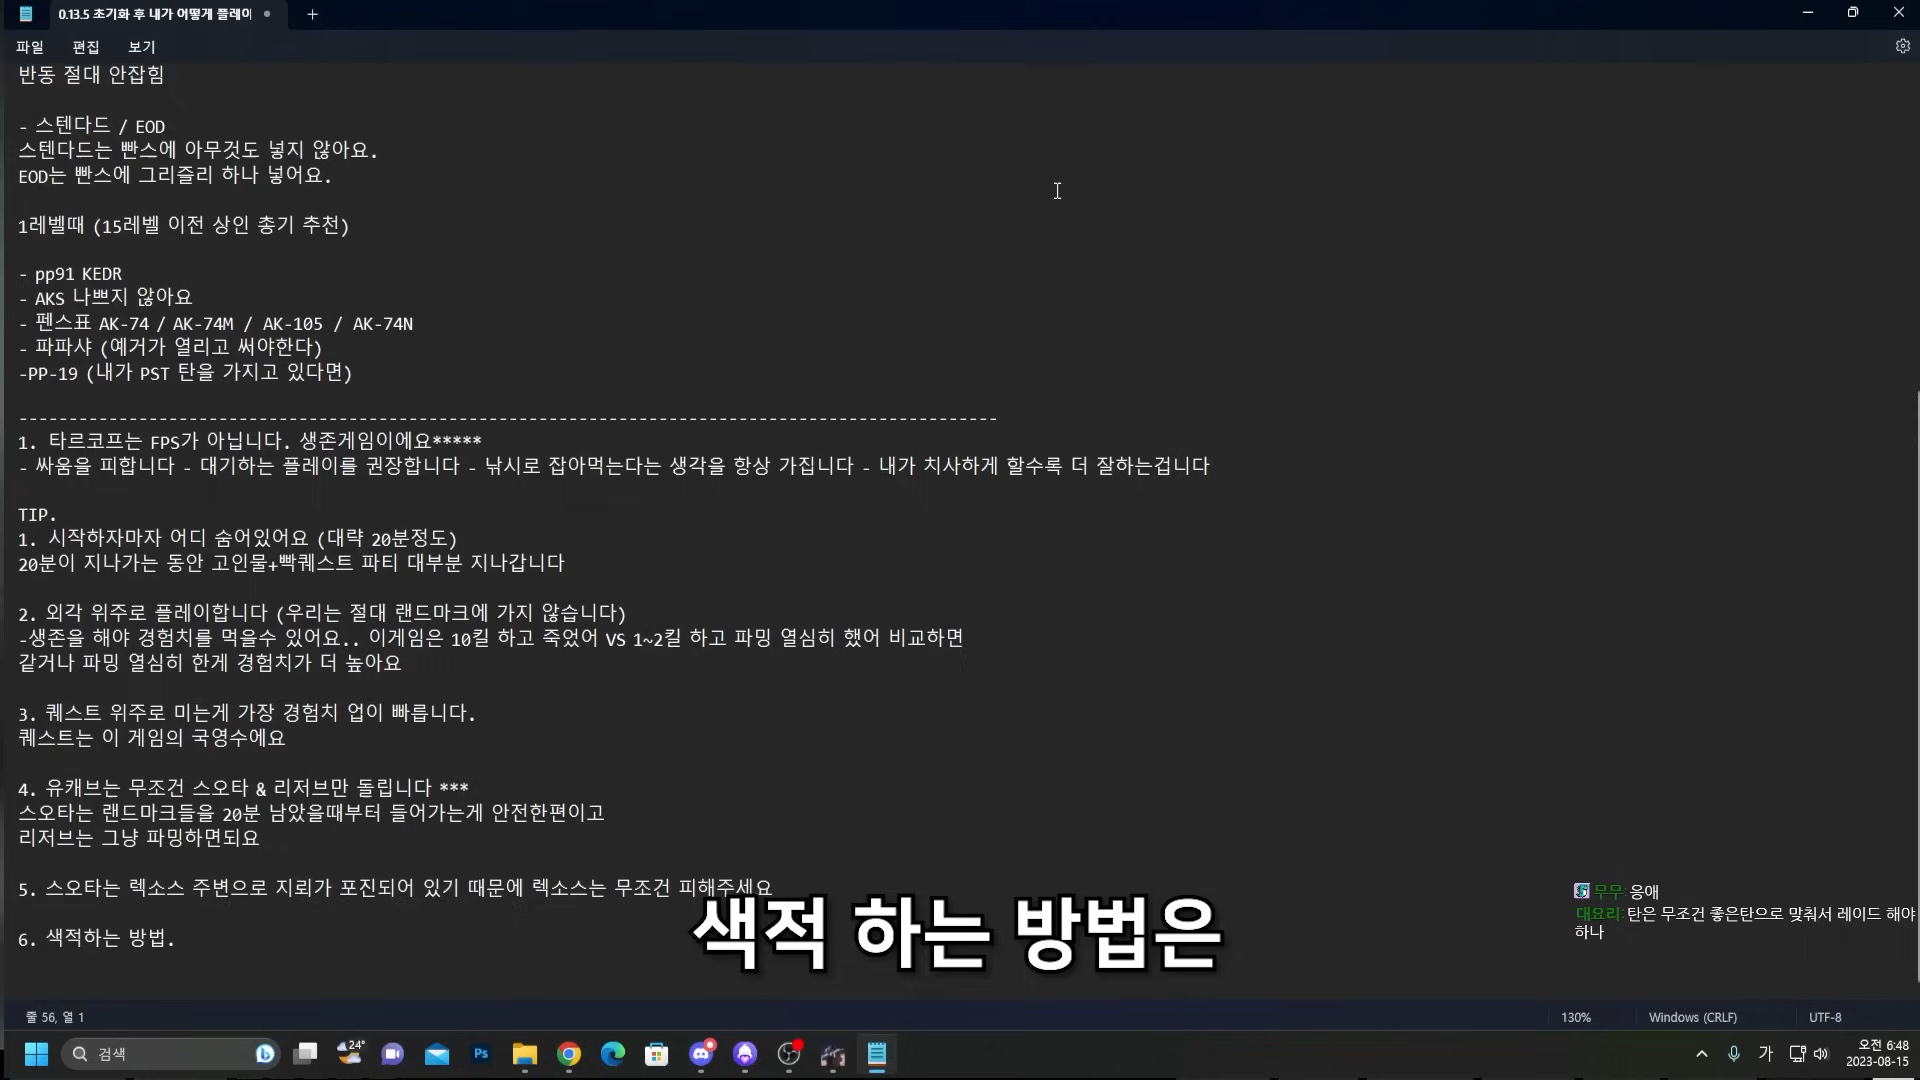 0.13.5 초기화 후 내가 어떻게 플레이
파일 편집 보기
반동 절대 안잡힘
- 스텐다드 / EOD
스텐다드는 빤스에 아무것도 넣지 않아요.
EOD는 빤스에 그리즐리 하나 넣어요.
1레벨때 (15레벨 이전 상인 총기 추천)
- pp91 KEDR
- AKS 나쁘지 않아요
- 펜스표 AK-74 / AK-74M / AK-105 / AK-74N
- 파파샤 (예거가 열리고 써야한다)
-PP-19 (내가 PST 탄을 가지고 있다면)
--------------------------------------------------------------------------------------------------
1. 타르코프는 FPS가 아닙니다. 생존게임이에요*****
- 싸움을 피합니다 - 대기하는 플레이를 권장합니다 - 낚시로 잡아먹는다는 생각을 항상 가집니다 - 내가 치사하게 할수록 더 잘하는겁니다
TIP.
1. 시작하자마자 어디 숨어있어요 (대략 20분정도)
20분이 지나가는 동안 고인물+빡퀘스트 파티 대부분 지나갑니다
2. 외각 위주로 플레이합니다 (우리는 절대 랜드마크에 가지 않습니다)
-생존을 해야 경험치를 먹을수 있어요.. 이게임은 10킬 하고 죽었어 VS 1~2킬 하고 파밍 열심히 했어 비교하면
같거나 파밍 열심히 한게 경험치가 더 높아요
3. 퀘스트 위주로 미는게 가장 경험치 업이 빠릅니다.
퀘스트는 이 게임의 국영수에요
4. 유캐브는 무조건 스오타 & 리저브만 돌립니다 ***
스오타는 랜드마크들을 20분 남았을때부터 들어가는게 안전한편이고
리저브는 그냥 파밍하면되요
5. 스오타는 렉소스 주변으로 지뢰가 포진되어 있기 때문에 렉소스는 무조건 피해주세요
6. 색적하는 방법.
색적 하는 방법은
무무: 응애
대요리: 탄은 무조건 좋은탄으로 맞춰서 레이드 해야
하나
줄 56, 열 1
130%
Windows (CRLF)
UTF-8
검색
24°
Ps
가
오전 6:48
2023-08-15